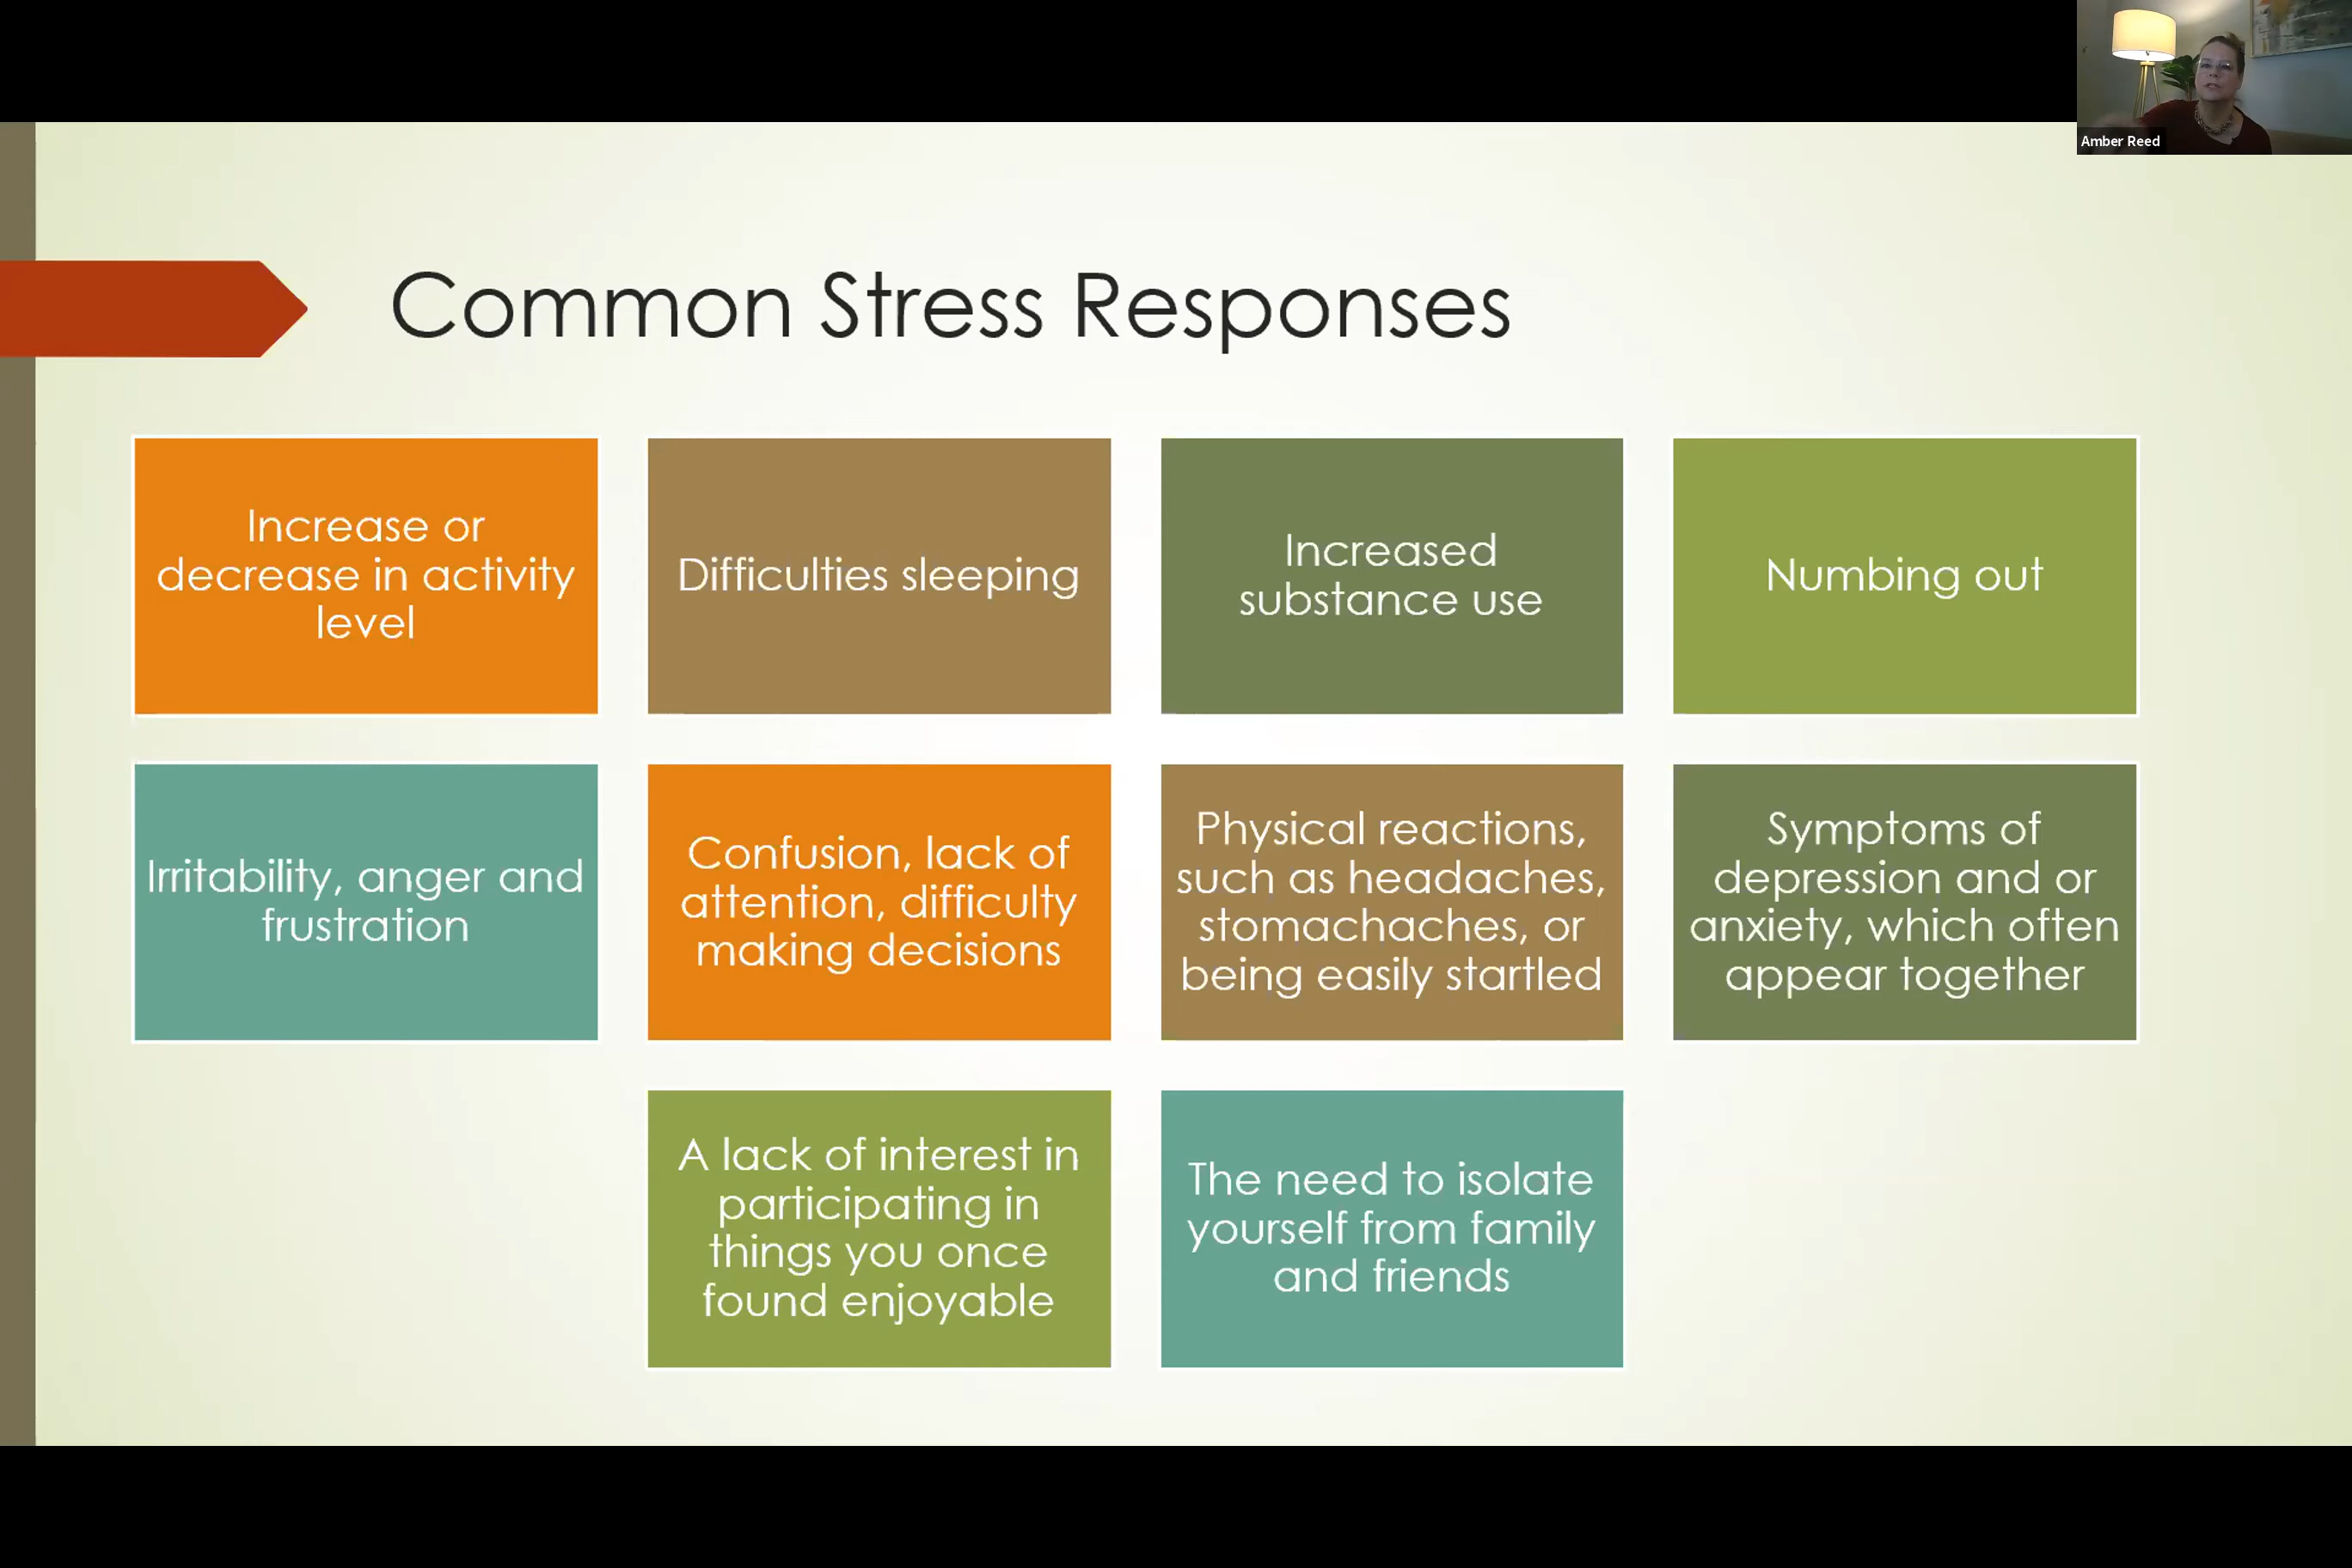 Amber Reed
Common Stress Responses
Increase or
decrease in activity
level
Difficulties sleeping
Increased
substance use
Numbing out
Irritability, anger and
frustration
Confusion, lack of
attention, difficulty
making decisions
Physical reactions,
such as headaches,
stomachaches, or
being easily startled
Symptoms of
depression and or
anxiety, which often
appear together
A lack of interest in
participating in
things you once
found enjoyable
The need to isolate
yourself from family
and friends